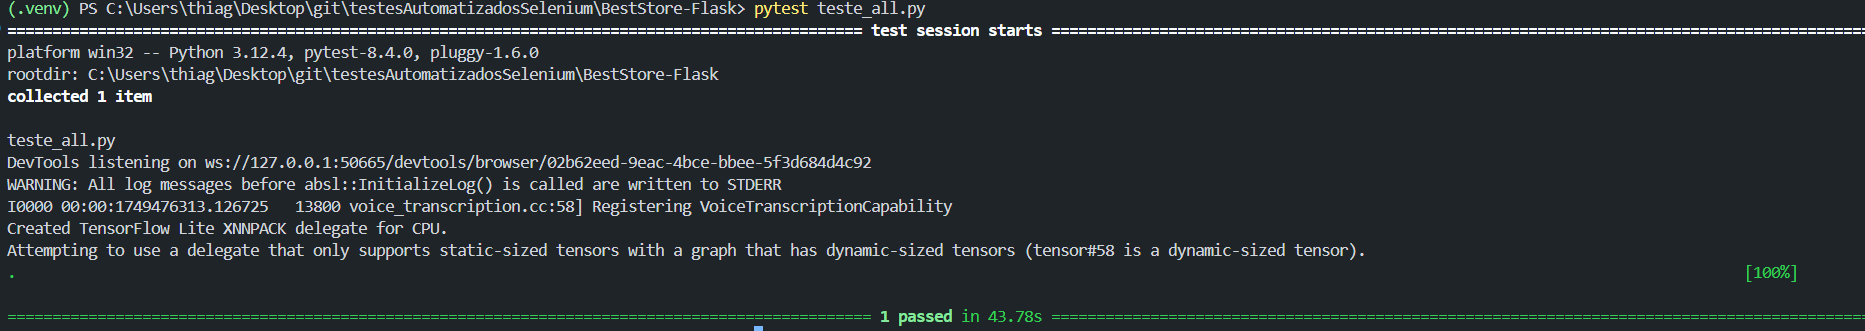 (.venv) PS C:\Users\thiag\Desktop\git\testesAutomatizadosSelenium\BestStore-Flask> pytest teste_all.py
=============================================================================================== test session starts ===============================================================================================
platform win32 -- Python 3.12.4, pytest-8.4.0, pluggy-1.6.0
rootdir: C:\Users\thiag\Desktop\git\testesAutomatizadosSelenium\BestStore-Flask
collected 1 item
teste_all.py
DevTools listening on ws://127.0.0.1:50665/devtools/browser/02b62eed-9eac-4bce-bbee-5f3d684d4c92
WARNING: All log messages before absl::InitializeLog() is called are written to STDERR
I0000 00:00:1749476313.126725   13800 voice_transcription.cc:58] Registering VoiceTranscriptionCapability
Created TensorFlow Lite XNNPACK delegate for CPU.
Attempting to use a delegate that only supports static-sized tensors with a graph that has dynamic-sized tensors (tensor#58 is a dynamic-sized tensor).
. [100%]
================================================================================================ 1 passed in 43.78s ================================================================================================